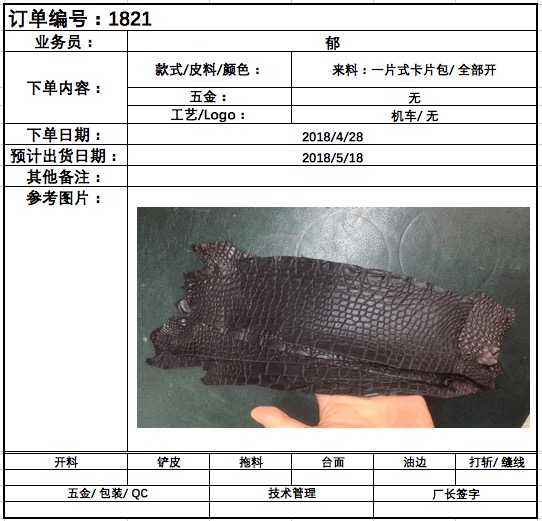 订单编号：1821
业务员： 郁
下单内容： 款式/皮料/颜色： 来料：一片式卡片包/ 全部开
五金： 无
工艺/Logo： 机车/ 无
下单日期： 2018/4/28
预计出货日期： 2018/5/18
其他备注：
参考图片：
开料 铲皮 拖料 台面 油边 打斩/ 缝线
五金/ 包装/ QC 技术管理 厂长签字